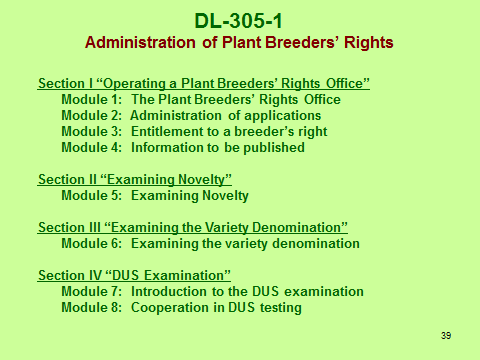 DL-305-1
Administration of Plant Breeders’ Rights
Section I “Operating a Plant Breeders’ Rights Office”
Module 1: The Plant Breeders’ Rights Office
Module 2: Administration of applications
Module 3: Entitlement to a breeder’s right
Module 4: Information to be published
Section II “Examining Novelty”
Module 5: Examining Novelty
Section III “Examining the Variety Denomination”
Module 6: Examining the variety denomination
Section IV “DUS Examination”
Module 7: Introduction to the DUS examination
Module 8: Cooperation in DUS testing
39